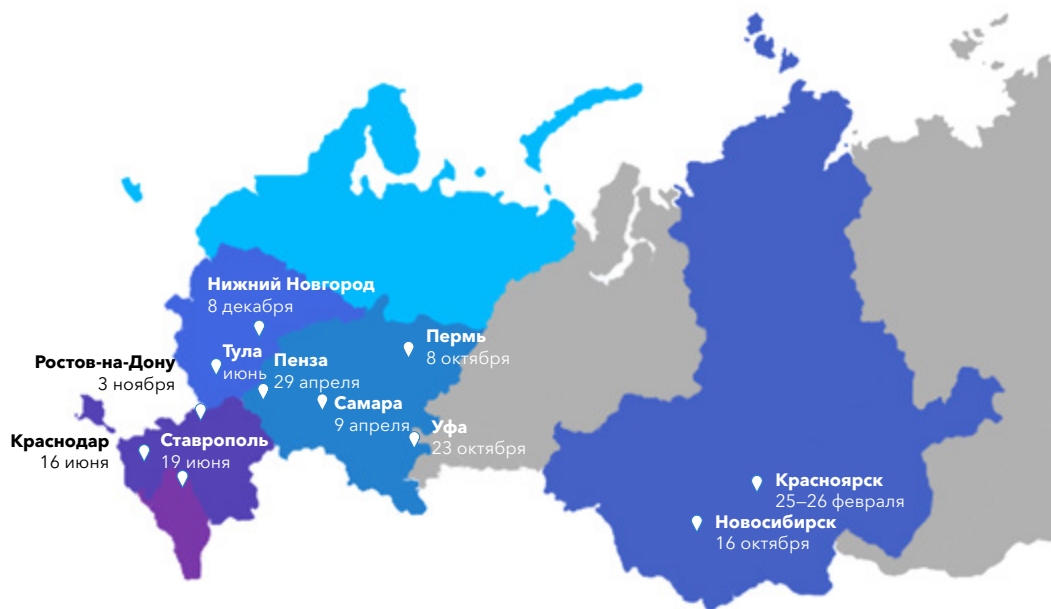 Нижний Новгород
8 декабря
Пермь
8 октября
Ростов-на-Дону
3 ноября
Тула
июнь
Пенза
29 апреля
Самара
9 апреля
Уфа
23 октября
Краснодар
16 июня
Ставрополь
19 июня
Красноярск
25–26 февраля
Новосибирск
16 октября